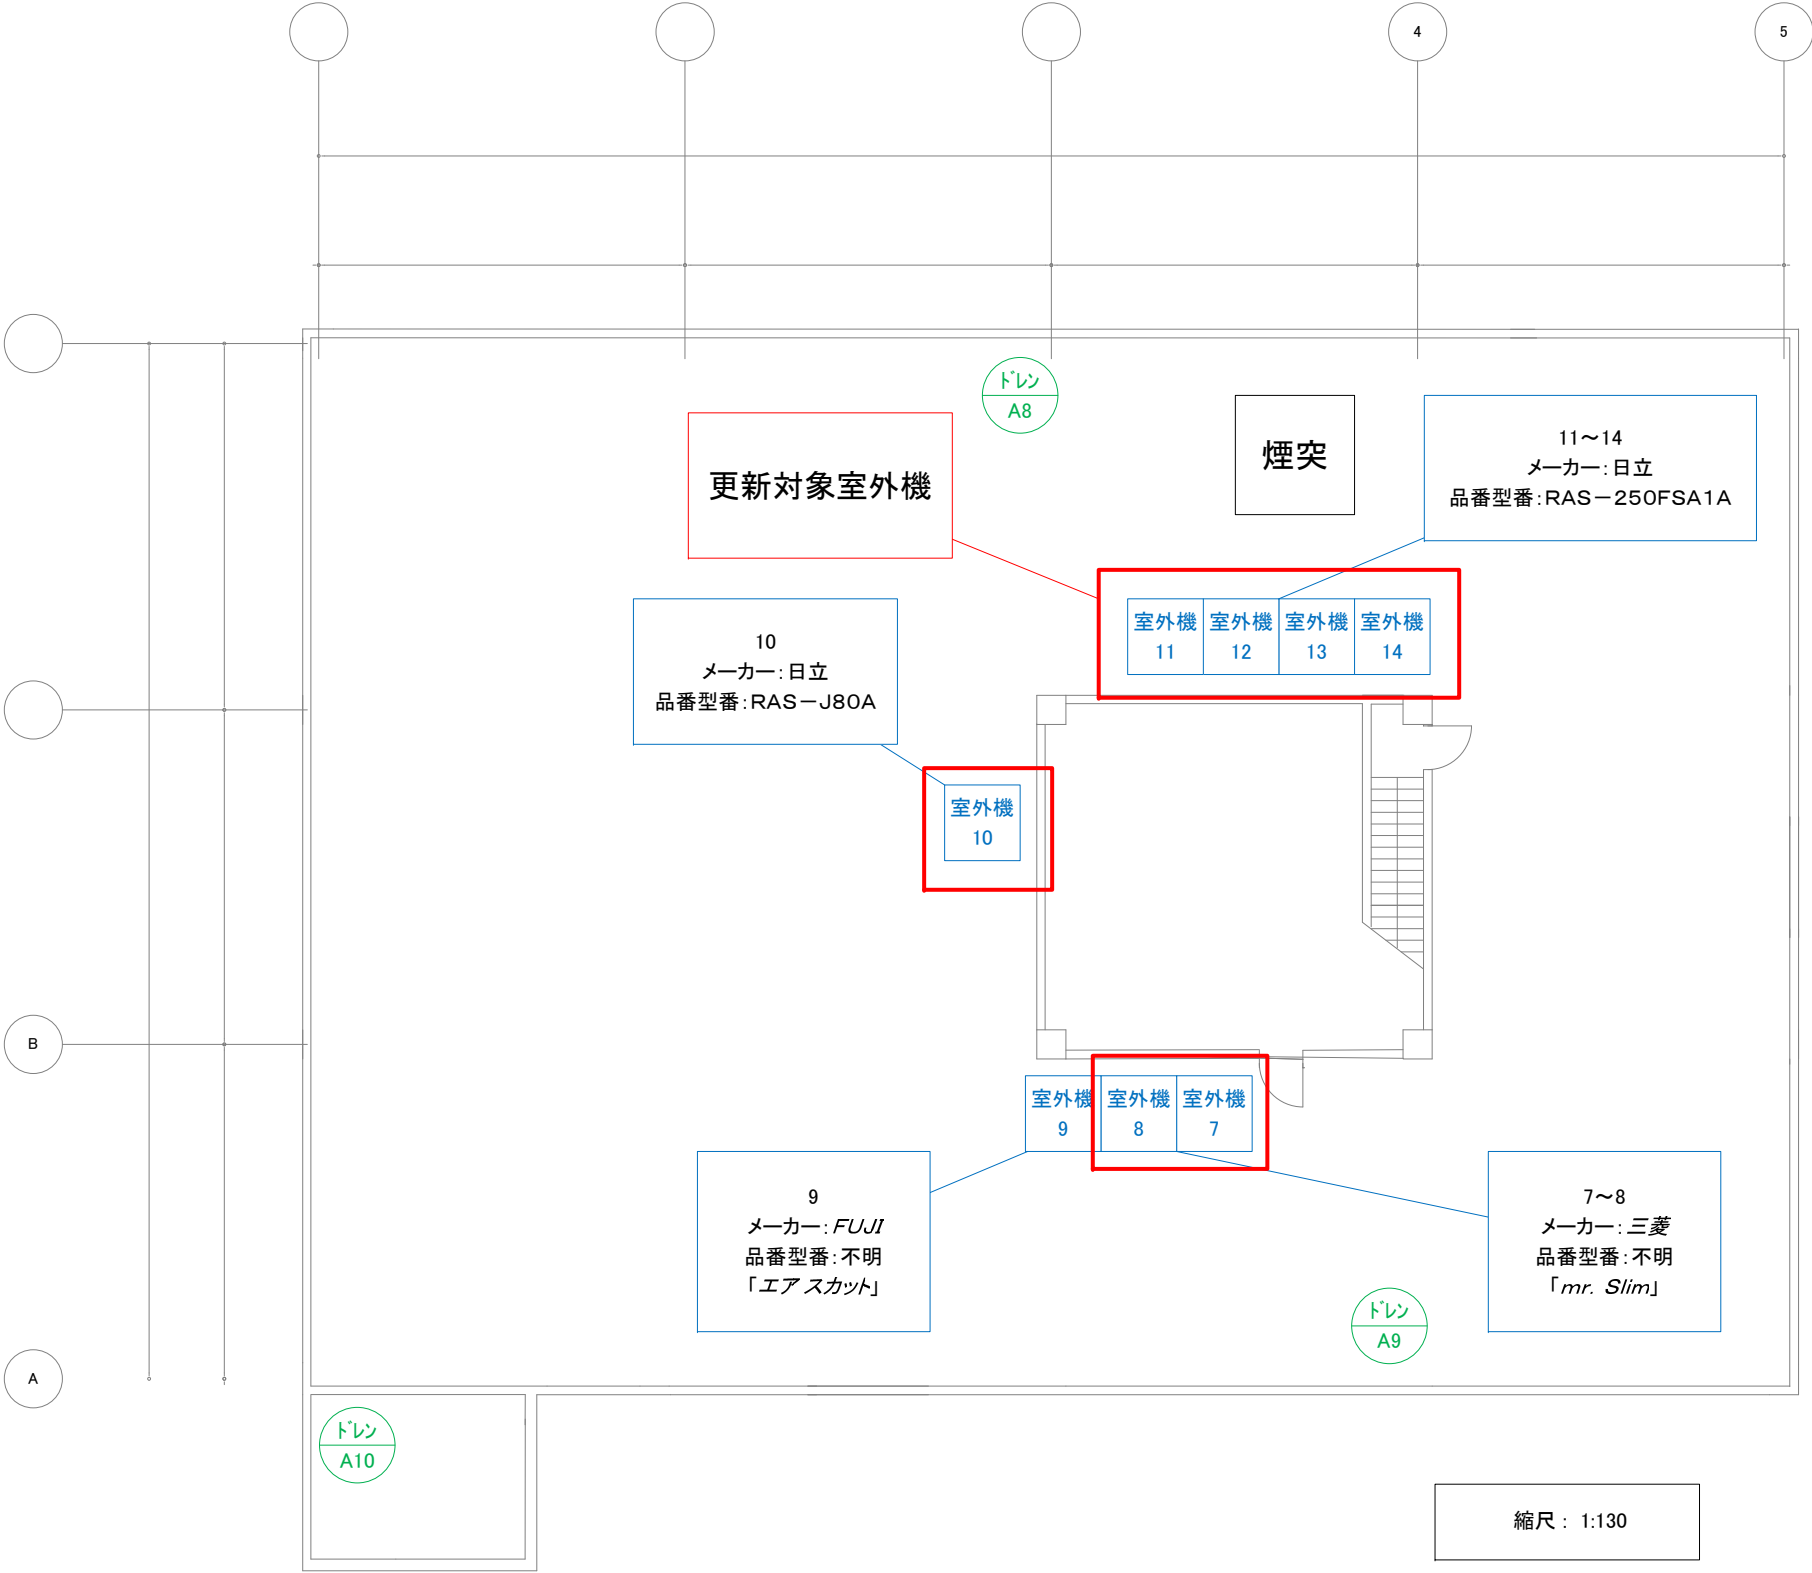 4
5
ドレン
A8
更新対象室外機
煙突
11～14
メーカー：日立
品番型番：RAS－250FSA1A
室外機
11
室外機
12
室外機
13
室外機
14
10
メーカー：日立
品番型番：RAS－J80A
室外機
10
B
室外機
9
室外機
8
室外機
7
9
メーカー：FUJI
品番型番：不明
「エアスカット」
7～8
メーカー：三菱
品番型番：不明
「mr. Slim」
ドレン
A9
A
ドレン
A10
縮尺： 1:130